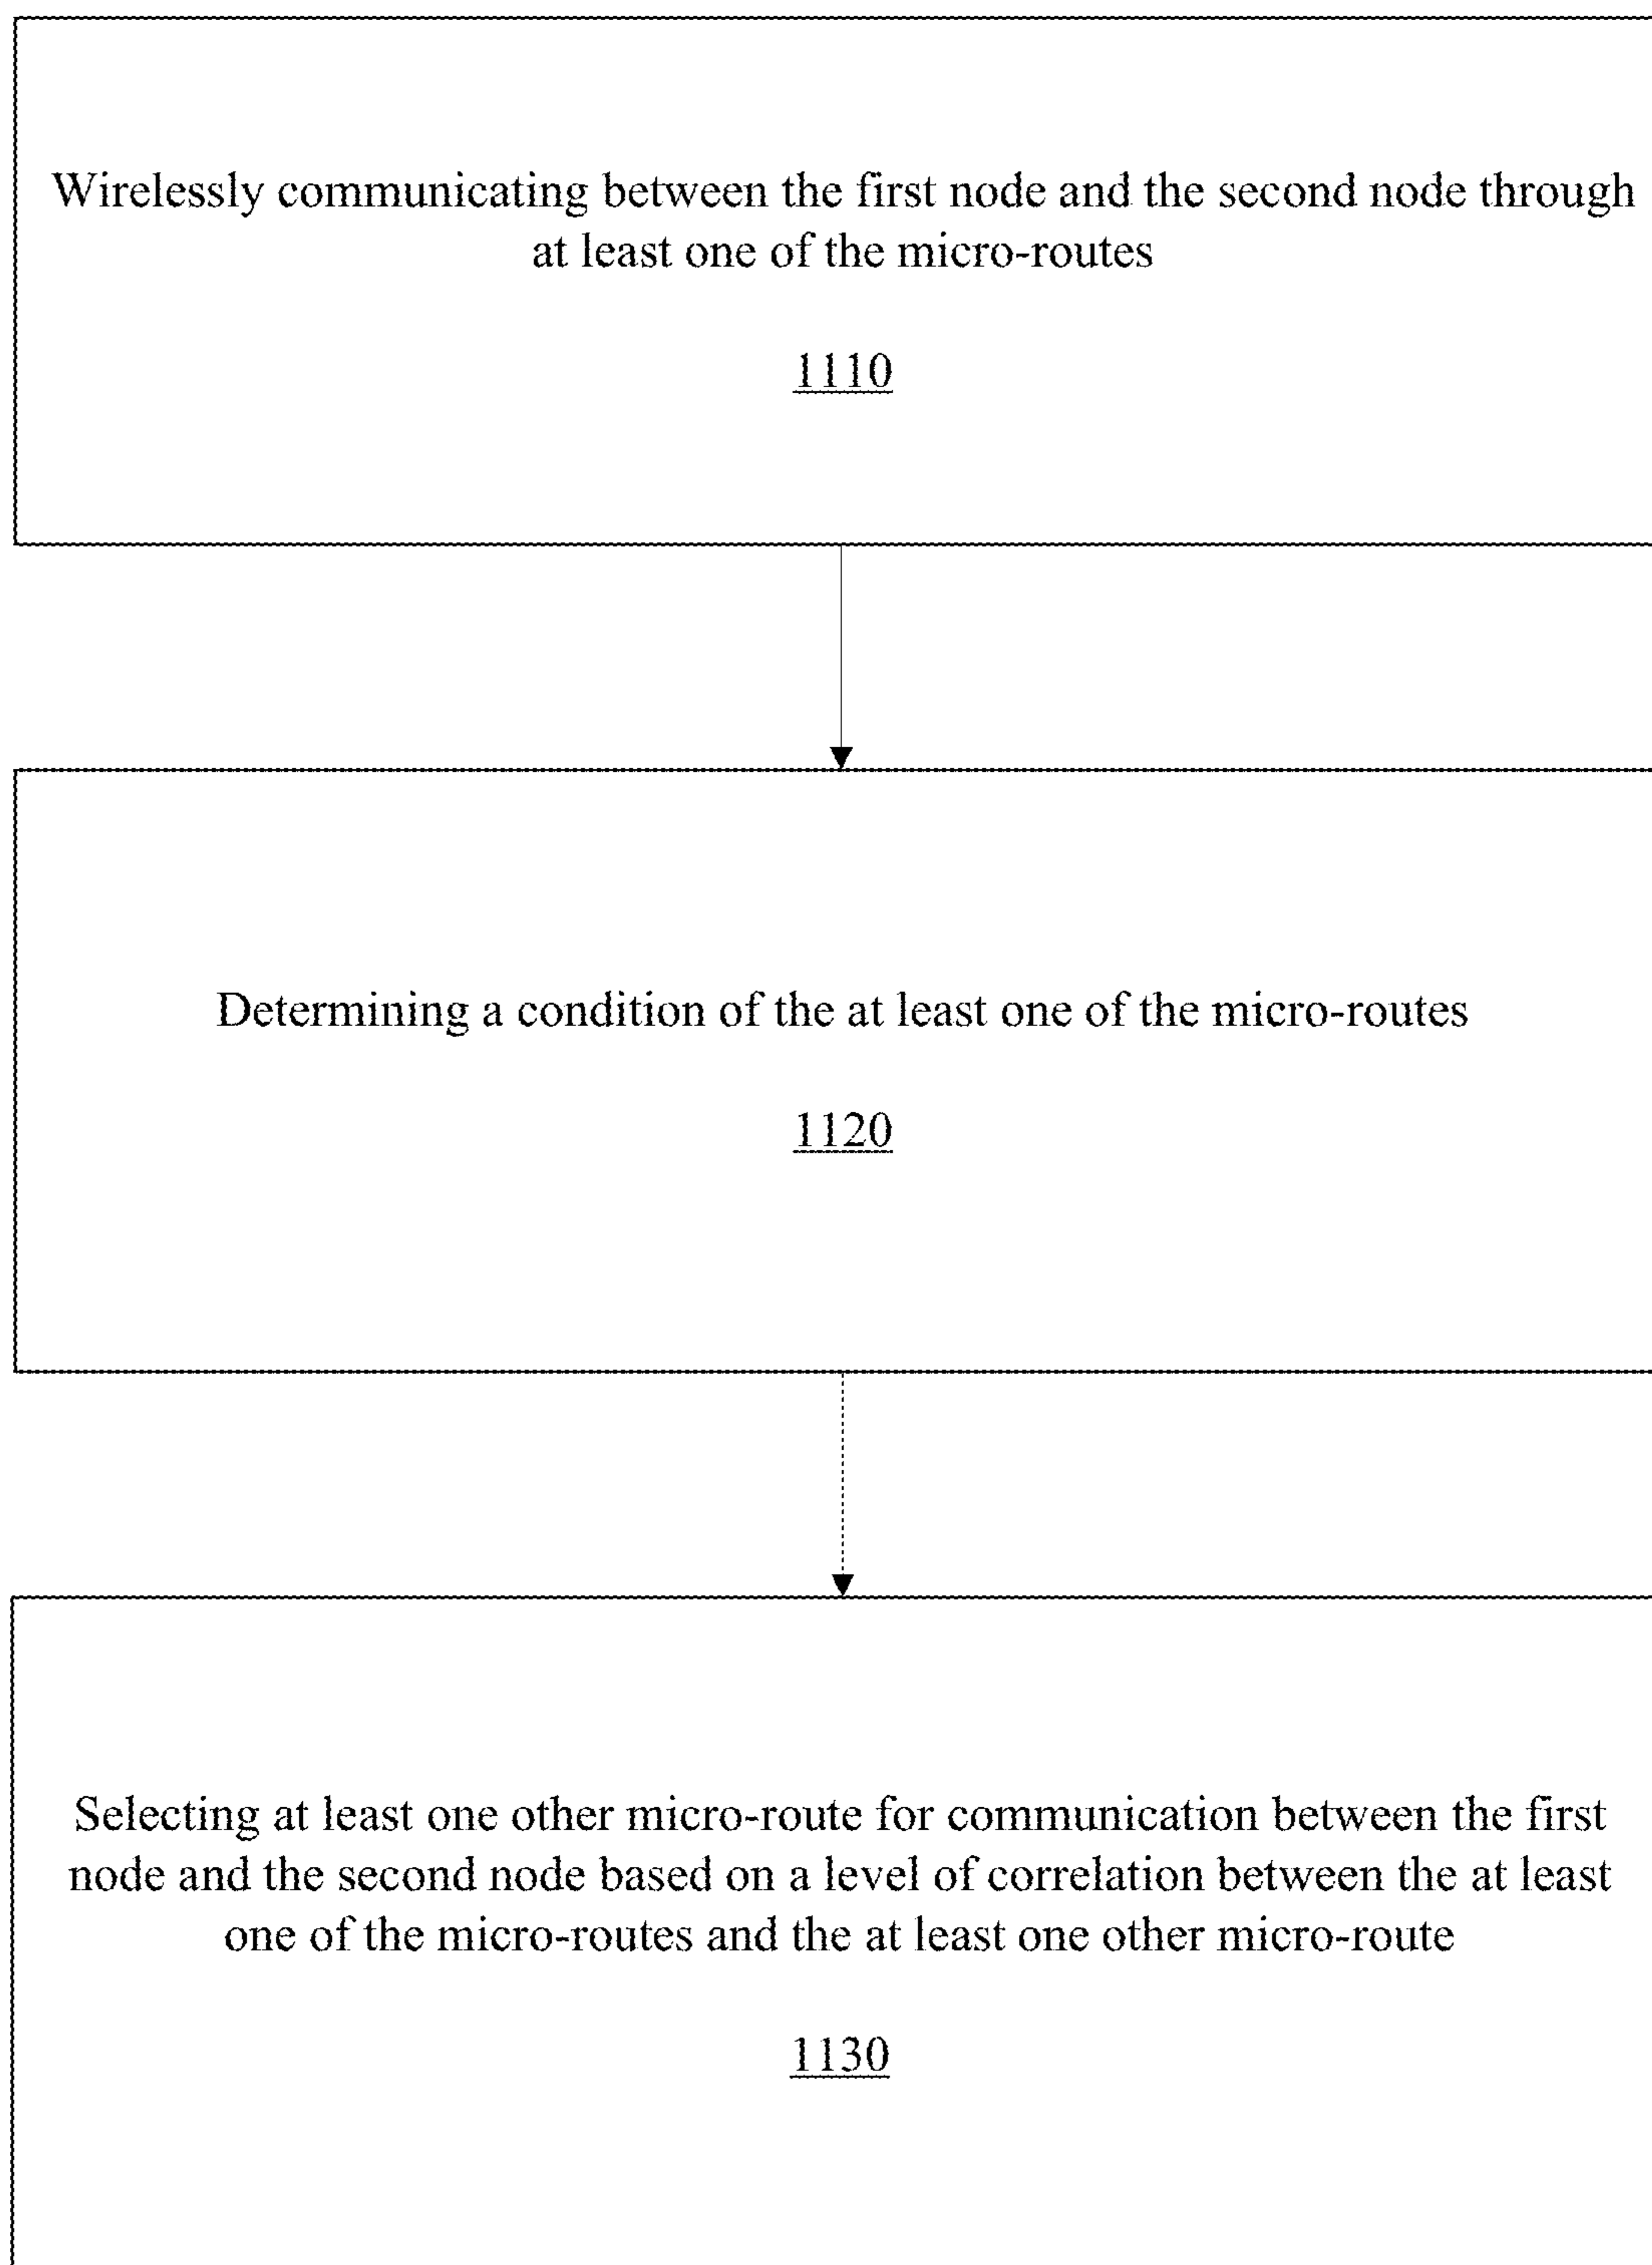 Wirelessly communicating between the first node and the second node through
at least one of the micro-routes
1110
Determining a condition of the at least one of the micro-routes
1120
Selecting at least one other micro-route for communication between the first
node and the second node based on a level of correlation between the at least
one of the micro-routes and the at least one other micro-route
1130